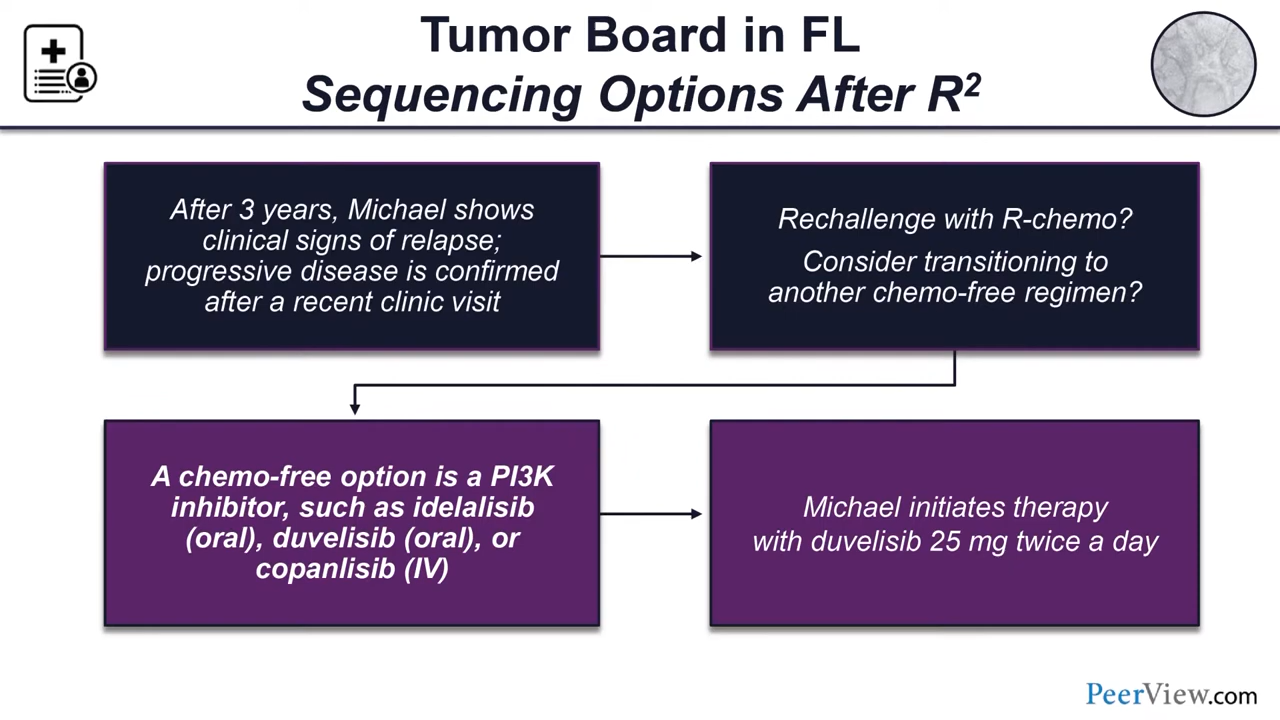 Tumor Board in FL
Sequencing Options After R²
After 3 years, Michael shows
clinical signs of relapse;
progressive disease is confirmed
after a recent clinic visit
Rechallenge with R-chemo?
Consider transitioning to
another chemo-free regimen?
A chemo-free option is a PI3K
inhibitor, such as idelalisib
(oral), duvelisib (oral), or
copanlisib (IV)
Michael initiates therapy
with duvelisib 25 mg twice a day
PeerView.com